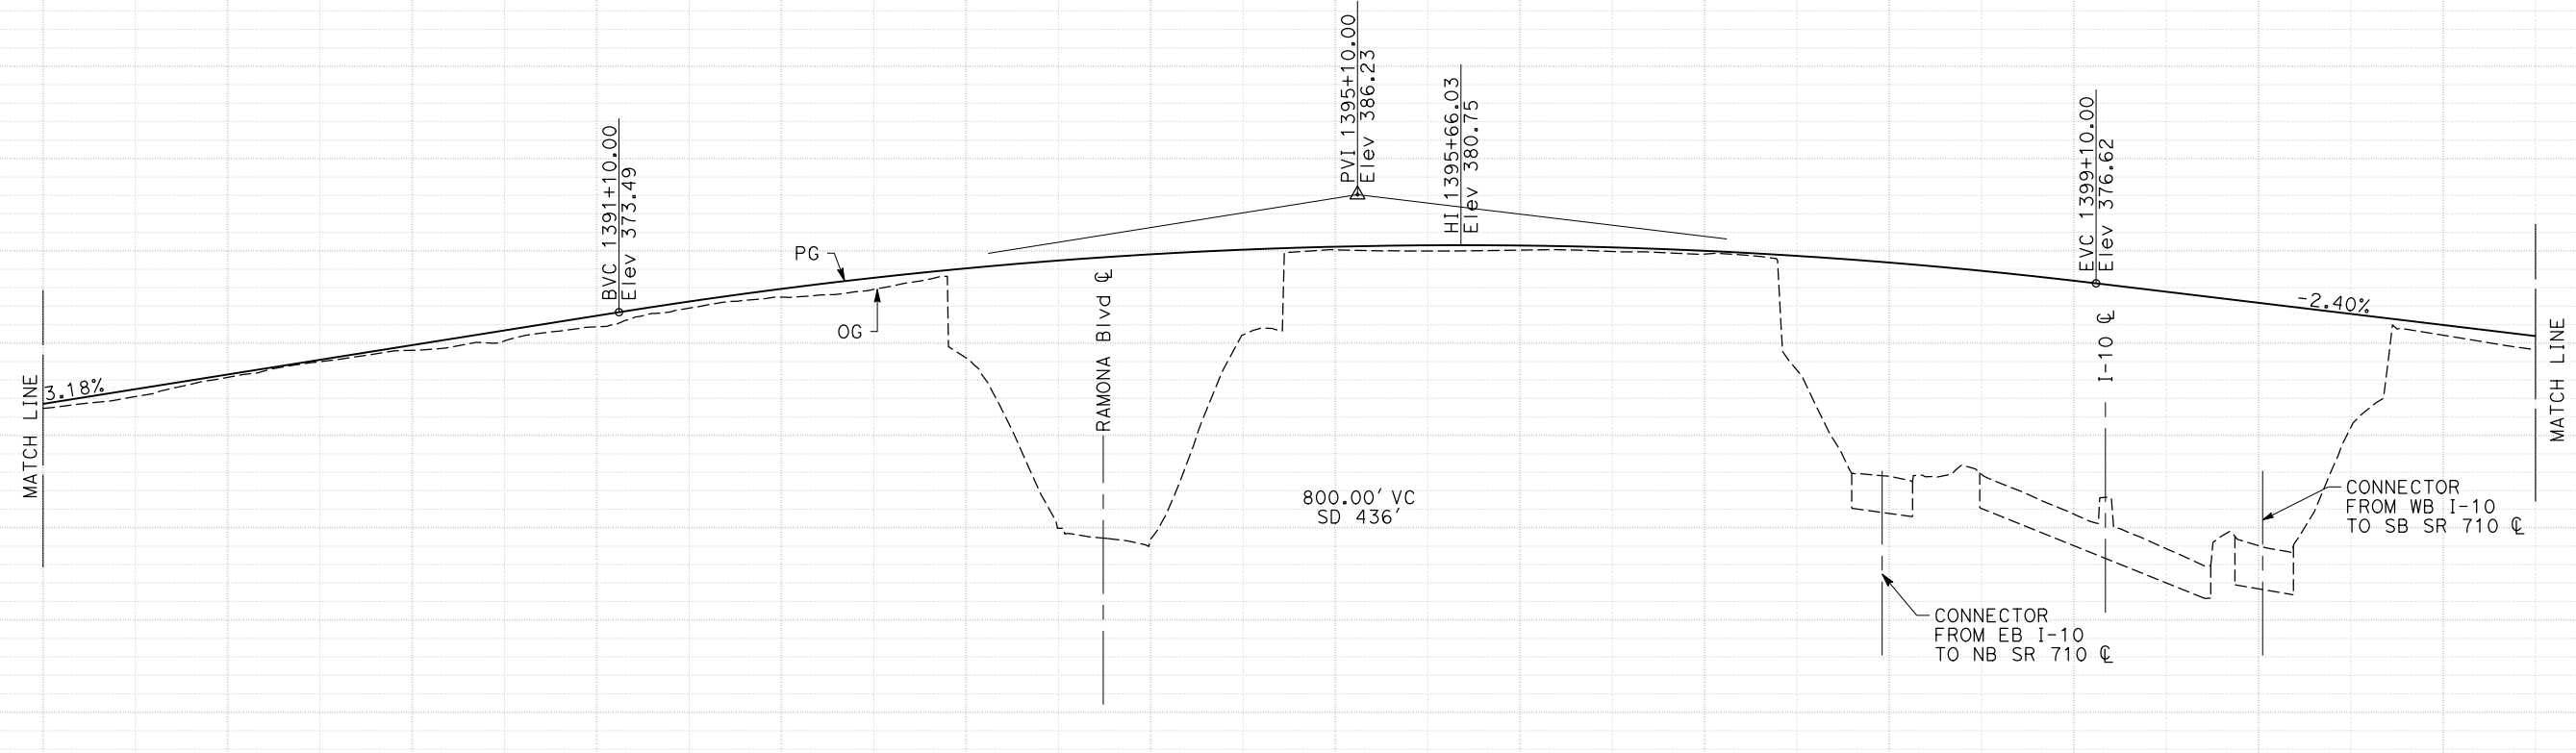 MATCH LINE
3.18%
BVC 1391+10.00
Elev 373.49
PG
OG
RAMONA Blvd ℄
800.00' VC
SD 436'
PVI 1395+10.00
Elev 386.23
HI 1395+66.03
Elev 380.75
EVC 1399+10.00
Elev 376.62
I-10 ℄
-2.40%
CONNECTOR
FROM EB I-10
TO NB SR 710 ℄
CONNECTOR
FROM WB I-10
TO SB SR 710 ℄
MATCH LINE